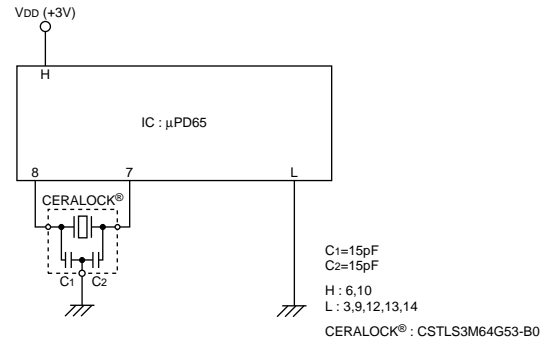 VDD (+3V)
H
IC : μPD65
8 7 L
CERALOCK®
C1 C2
C1=15pF
C2=15pF
H : 6,10
L : 3,9,12,13,14
CERALOCK® : CSTLS3M64G53-B0